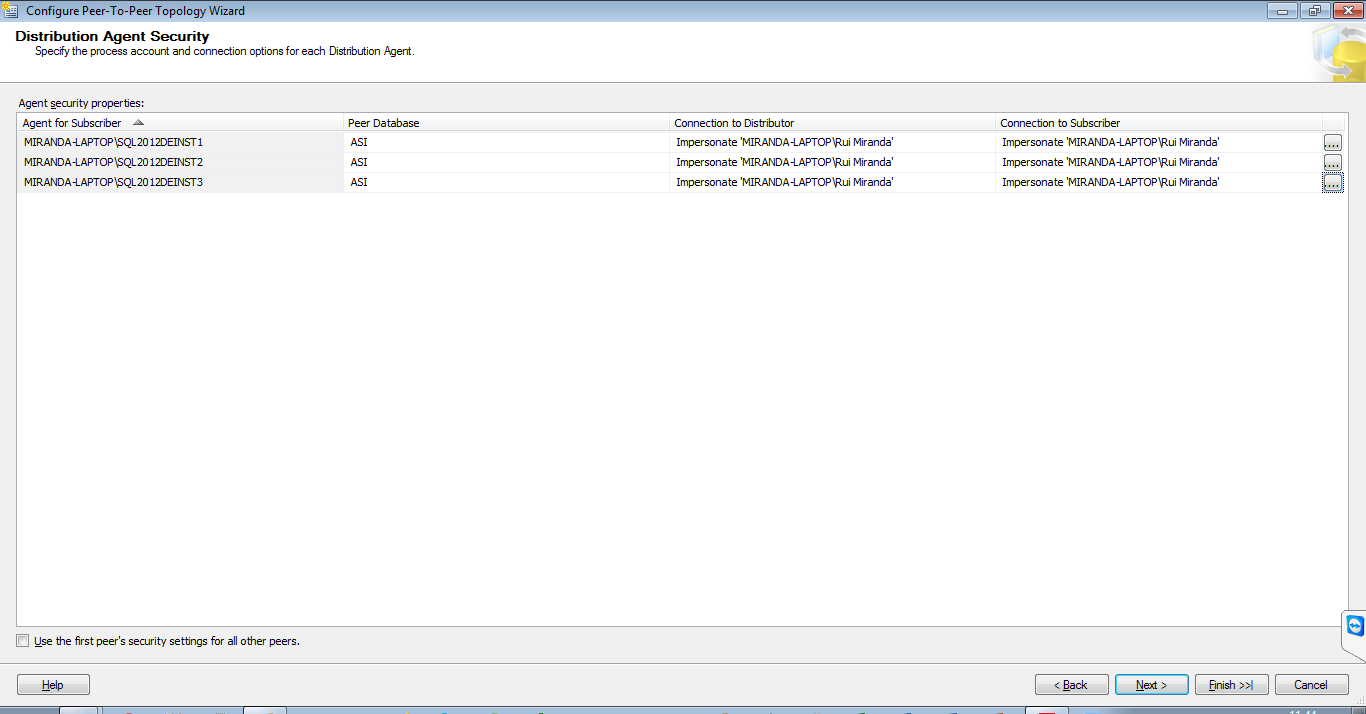 Configure Peer-To-Peer Topology Wizard
Distribution Agent Security
Specify the process account and connection options for each Distribution Agent.
Agent security properties:
Agent for Subscriber Peer Database Connection to Distributor Connection to Subscriber
MIRANDA-LAPTOP\SQL2012DEINST1 ASI Impersonate 'MIRANDA-LAPTOP\Rui Miranda' Impersonate 'MIRANDA-LAPTOP\Rui Miranda' ....
MIRANDA-LAPTOP\SQL2012DEINST2 ASI Impersonate 'MIRANDA-LAPTOP\Rui Miranda' Impersonate 'MIRANDA-LAPTOP\Rui Miranda' ....
MIRANDA-LAPTOP\SQL2012DEINST3 ASI Impersonate 'MIRANDA-LAPTOP\Rui Miranda' Impersonate 'MIRANDA-LAPTOP\Rui Miranda' ....
Use the first peer's security settings for all other peers.
Help < Back Next > Finish >>| Cancel